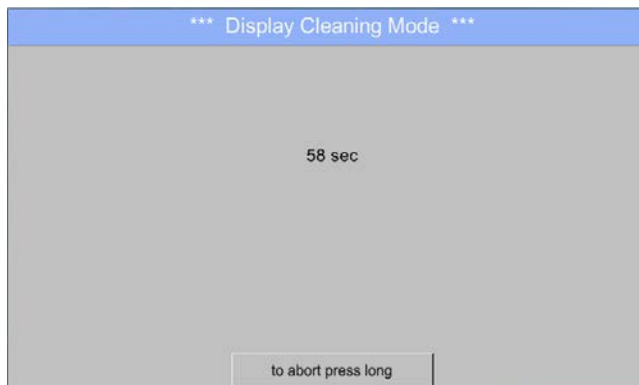 *** Display Cleaning Mode ***
58 sec
to abort press long